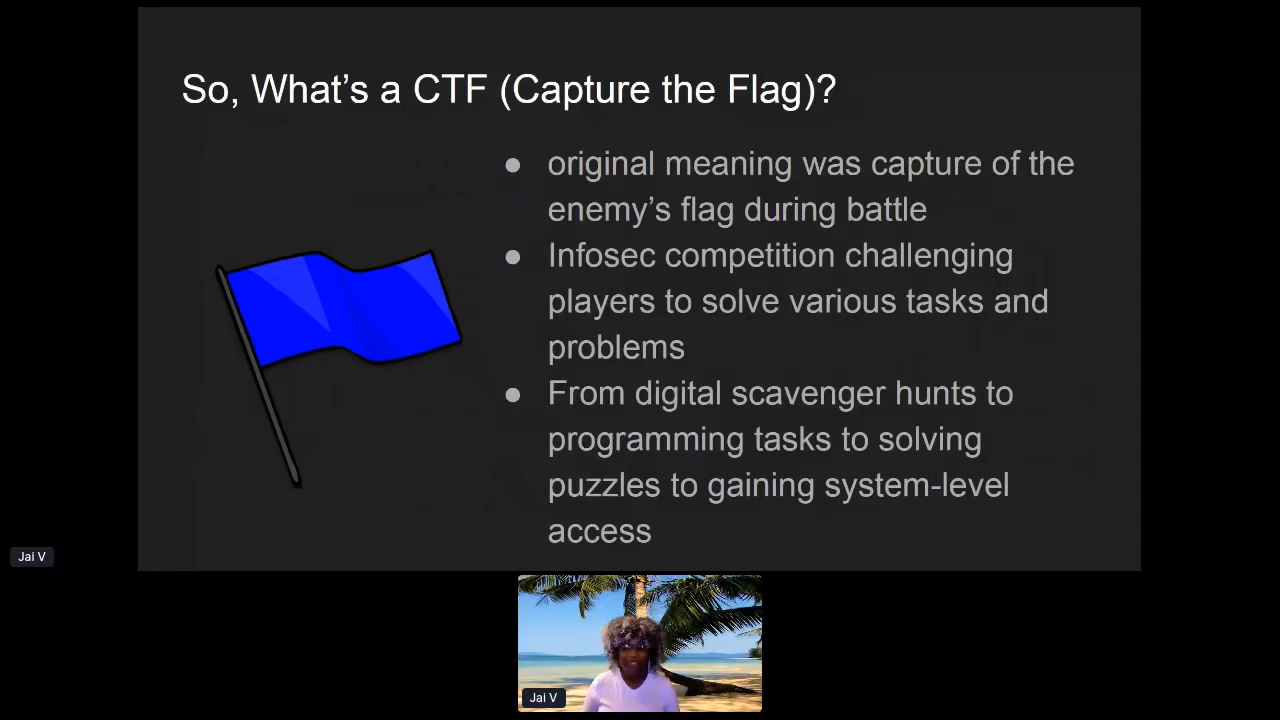 So, What's a CTF (Capture the Flag)?
● original meaning was capture of the
enemy's flag during battle
● Infosec competition challenging
players to solve various tasks and
problems
● From digital scavenger hunts to
programming tasks to solving
puzzles to gaining system-level
access
Jai V
Jai V